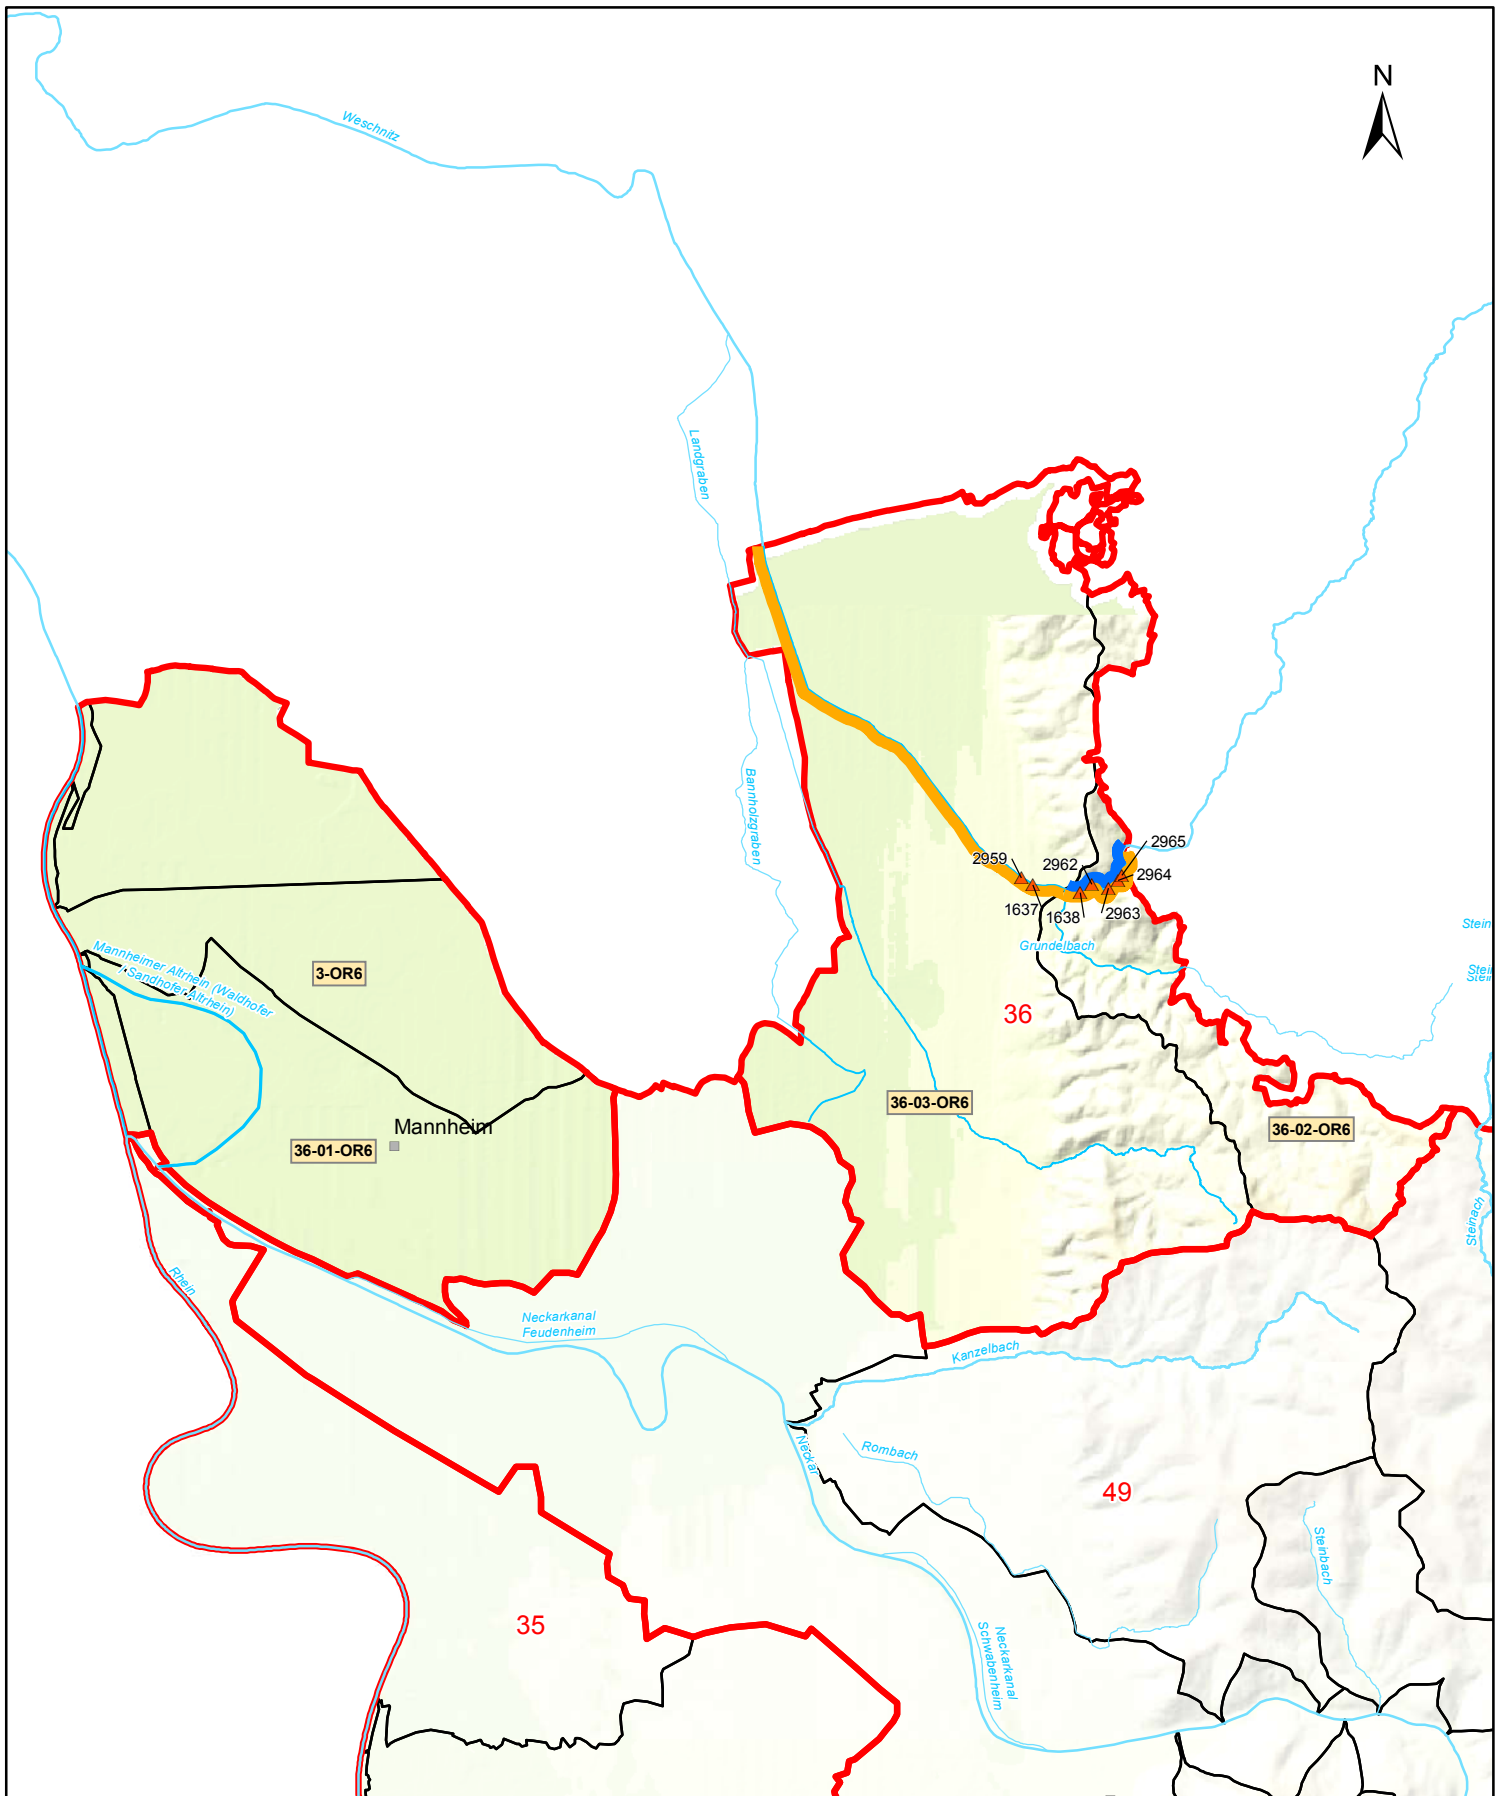 N
Weschnitz
Landgraben
Bannholzgraben
2965
2959
2962
2964
1637
1638
2963
Stein
Grundelbach
Mannheimer Altrhein (Waldhofer
/ Sandhofer Altrhein)
3-OR6
Stein
Stein
36
36-03-OR6
Mannheim
36-02-OR6
36-01-OR6
Steinach
Rhein
Neckarkanal
Feudenheim
Kanzelbach
Neckar
Rombach
49
Steinbach
35
Neckarkanal
Schwabenheim